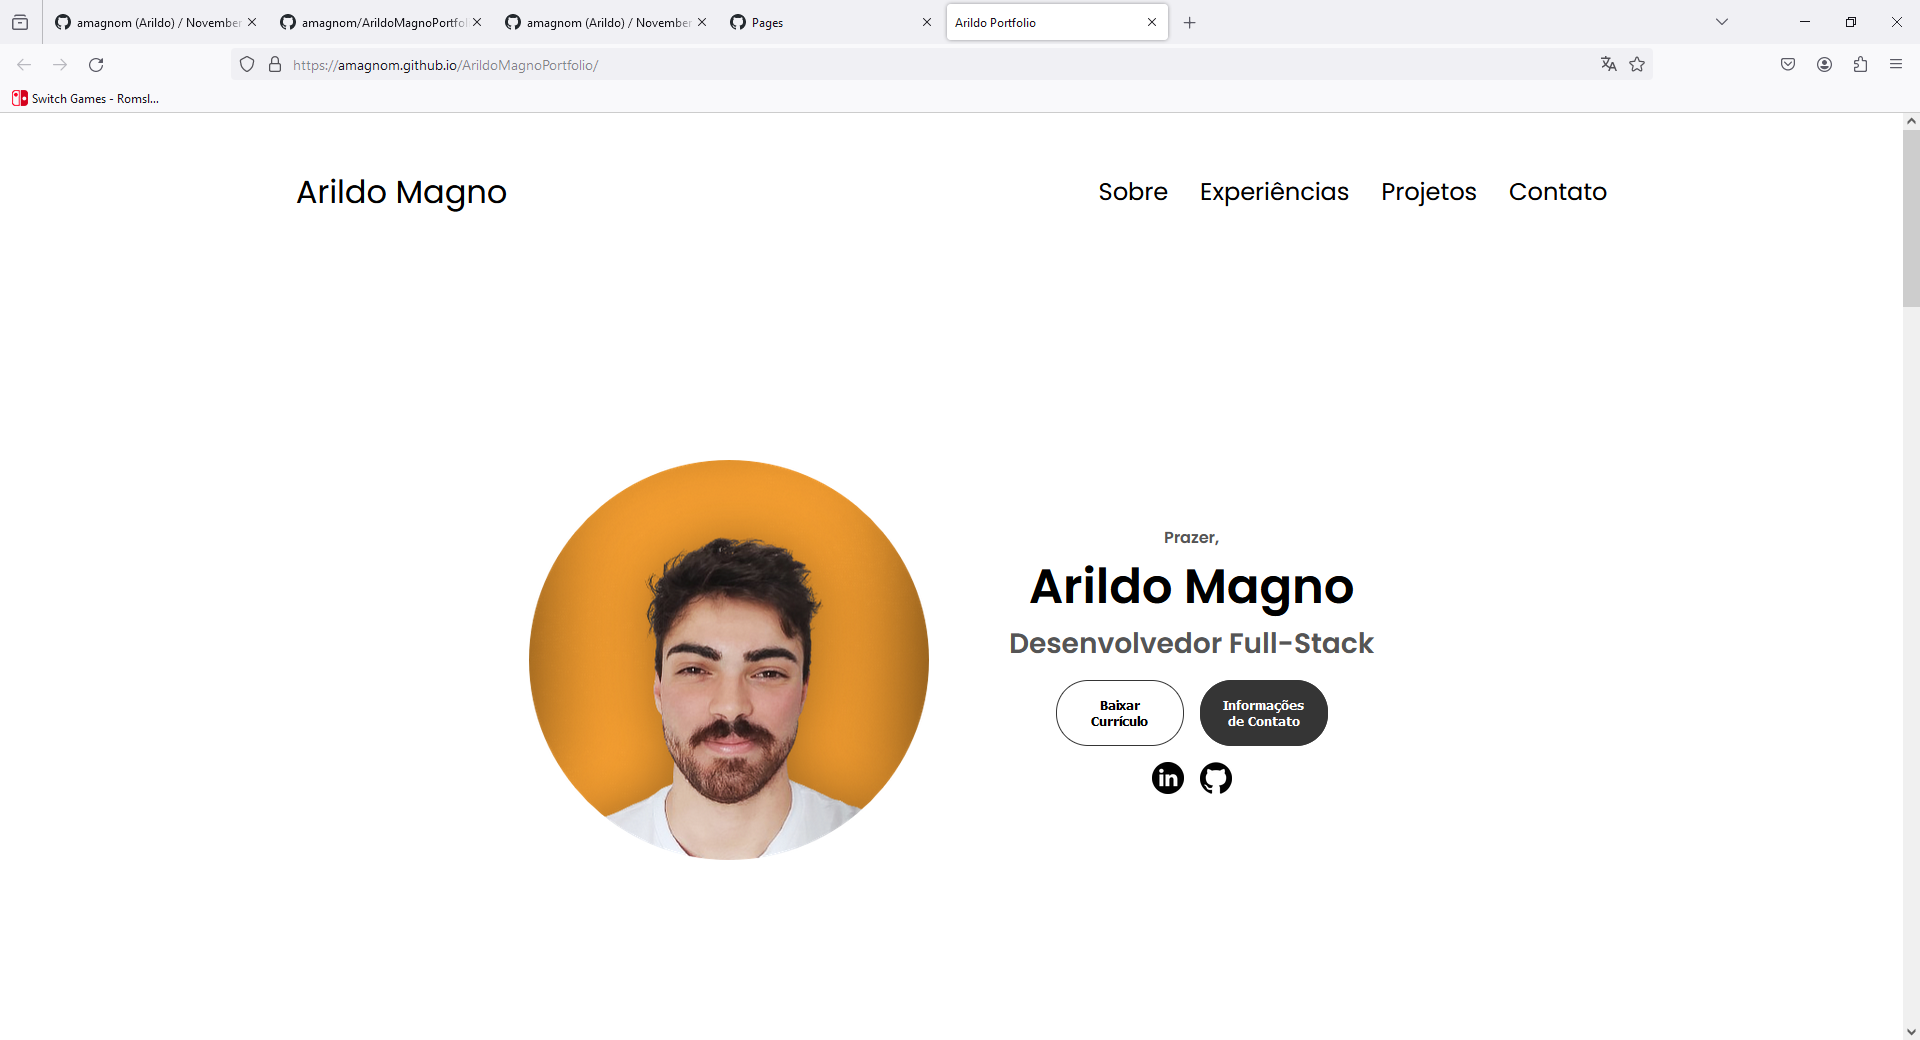 amagnom (Arildo) / November
amagnom/ArildoMagnoPortfol
amagnom (Arildo) / November
Pages
Arildo Portfolio
https://amagnom.github.io/ArildoMagnoPortfolio/
Switch Games - Romsl...
Arildo Magno
Sobre
Experiências
Projetos
Contato
Prazer,
Arildo Magno
Desenvolvedor Full-Stack
Baixar
Currículo
Informações
de Contato
in